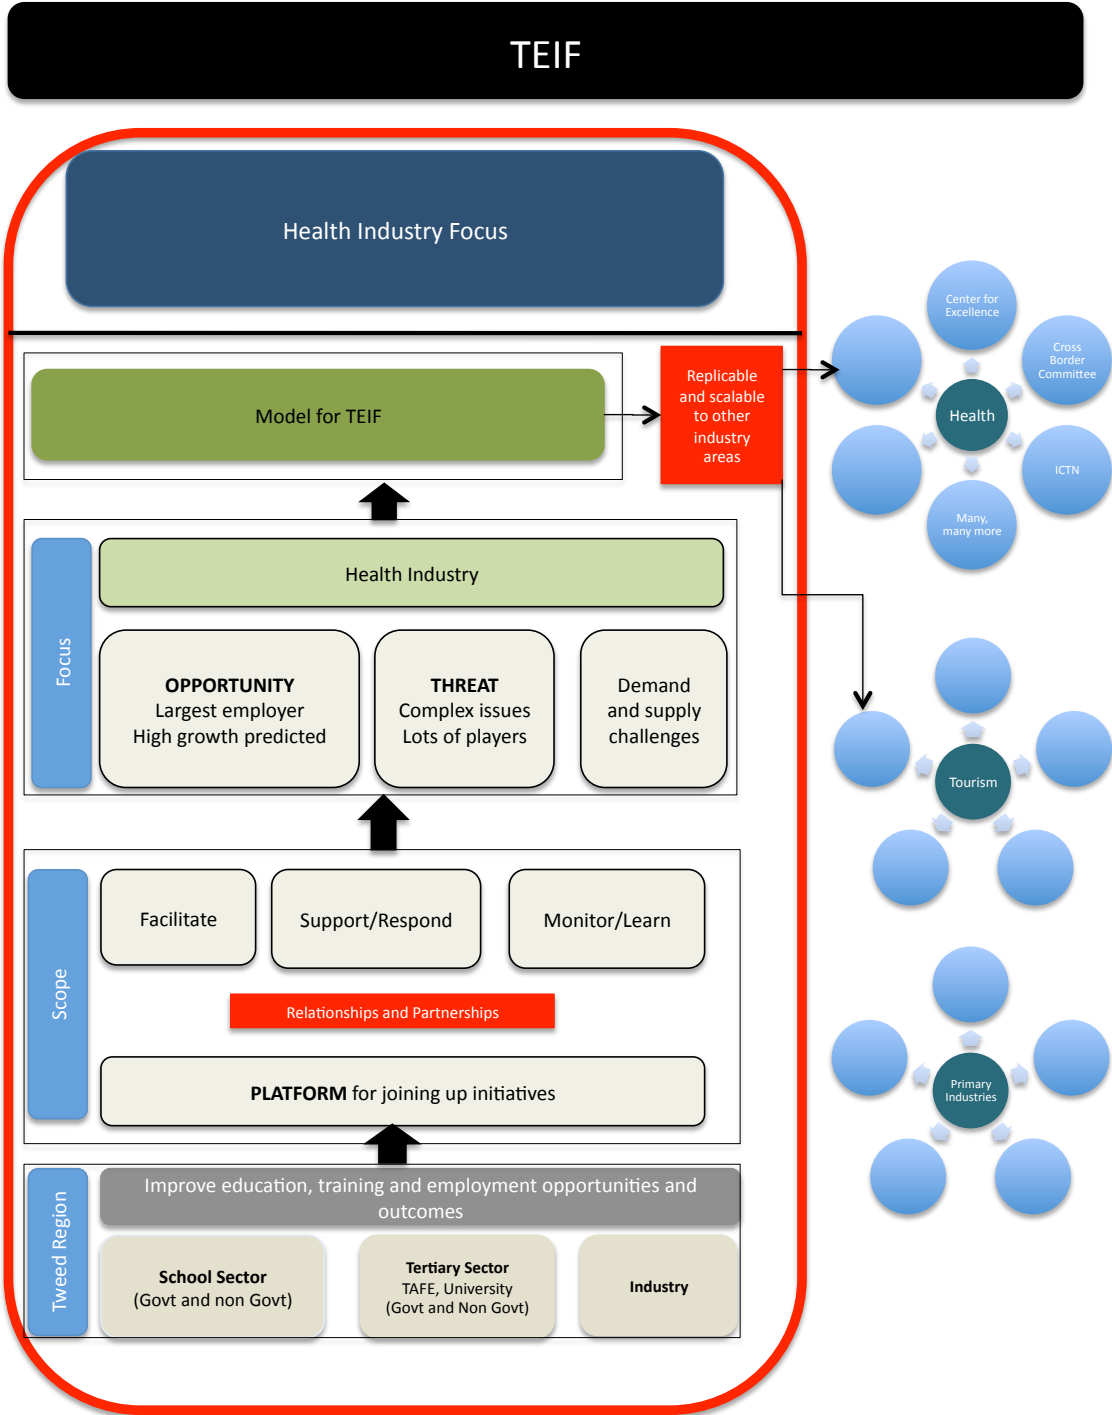 TEIF
Health Industry Focus
Model for TEIF
Replicable
and scalable
to other
industry
areas
Focus
Health Industry
OPPORTUNITY
Largest employer
High growth predicted
THREAT
Complex issues
Lots of players
Demand
and supply
challenges
Scope
Facilitate
Support/Respond
Monitor/Learn
Relationships and Partnerships
PLATFORM for joining up initiatives
Tweed Region
Improve education, training and employment opportunities and
outcomes
School Sector
(Govt and non Govt)
Tertiary Sector
TAFE, University
(Govt and Non Govt)
Industry
Center for
Excellence
Cross
Border
Committee
Health
ICTN
Many,
many more
Tourism
Primary
Industries